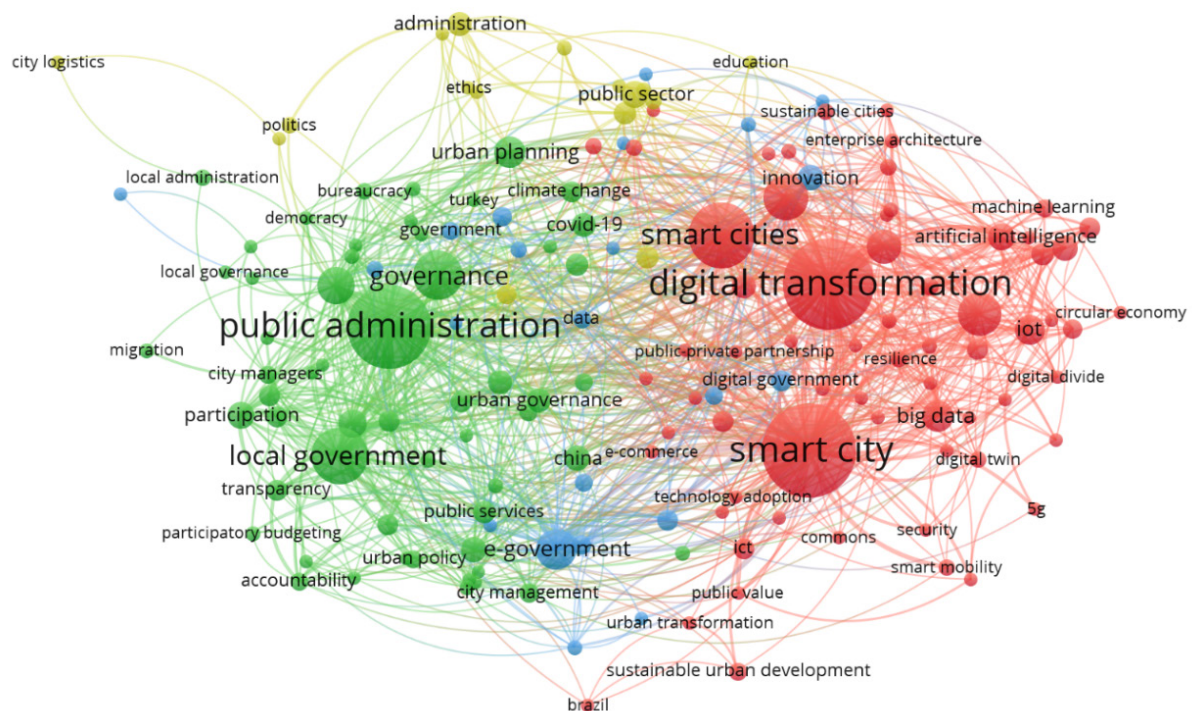 administration
city logistics
education
ethics
public sector
sustainable cities
politics
enterprise architecture
urban planning
local administration
bureaucracy
climate change
innovation
turkey
machine learning
democracy
covid-19
government
smart cities
artificial intelligence
local governance
governance
digital transformation
circular economy
public administration
data
iot
migration
public-private partnership
resilience
city managers
digital government
digital divide
urban governance
participation
big data
local government
smart city
china
e-commerce
digital twin
transparency
technology adoption
public services
5g
participatory budgeting
security
commons
e-government
ict
urban policy
smart mobility
accountability
city management
public value
urban transformation
sustainable urban development
brazil